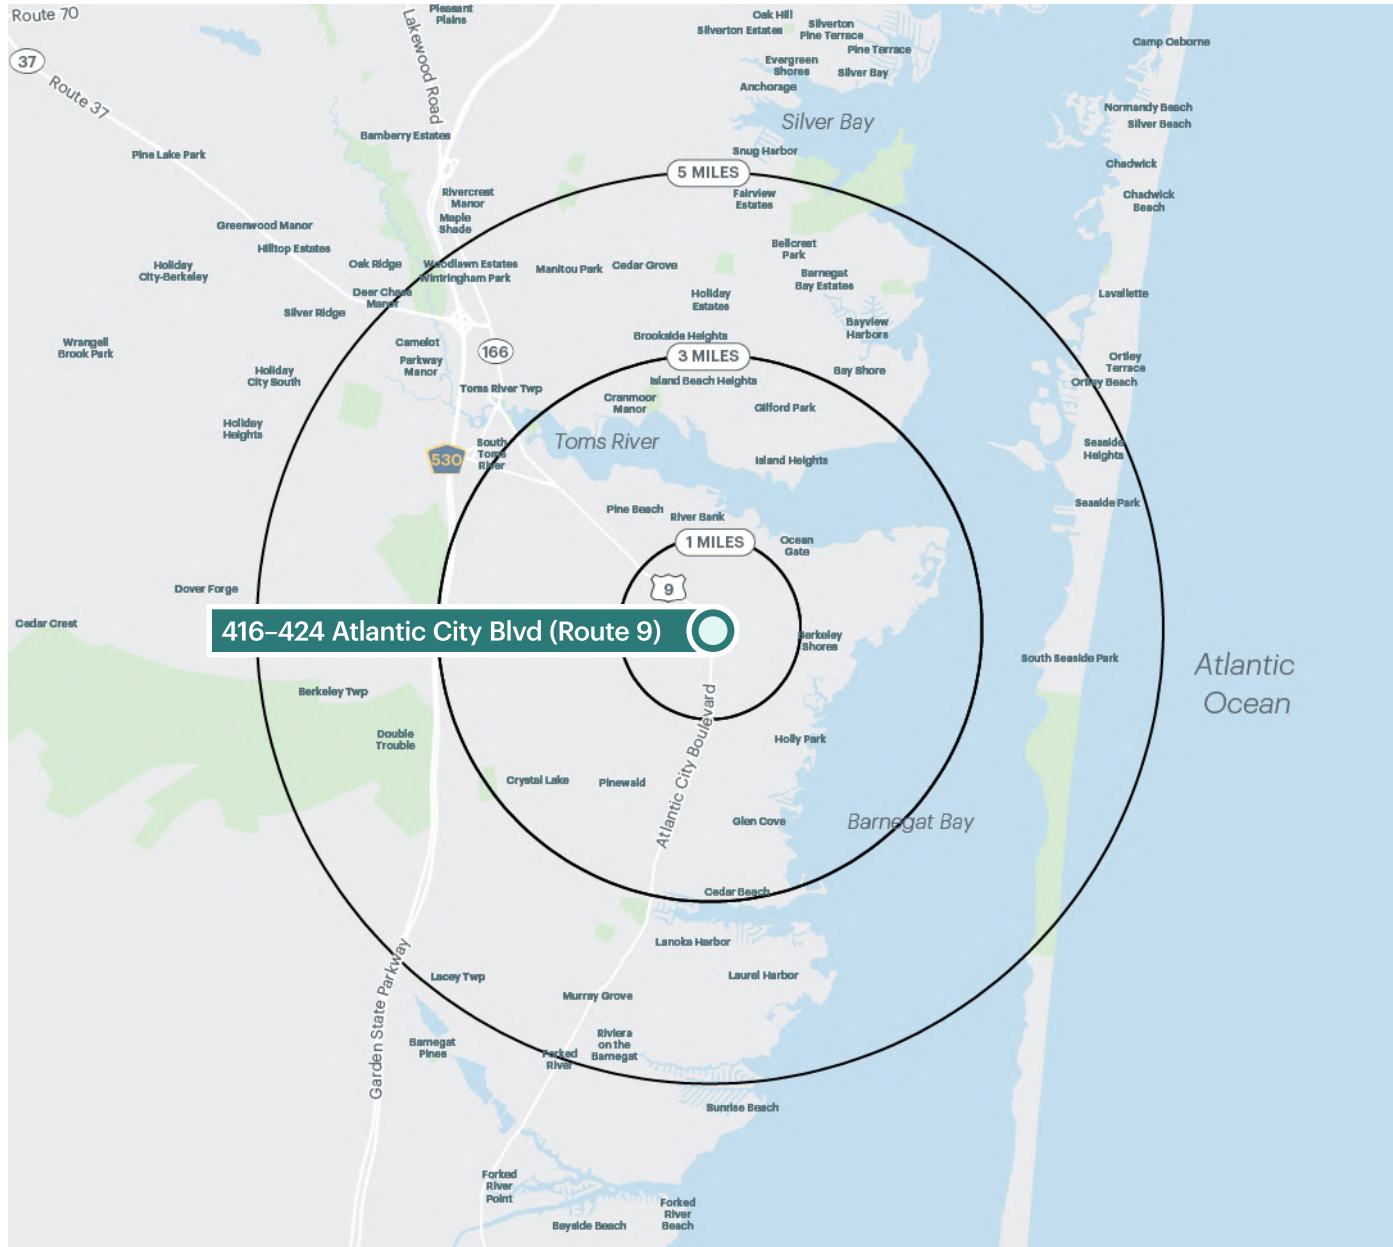 Route 70
Pleasant
Plains
Oak Hill
Silverton Estates
Silverton
Pine Terrace
Pine Terrace
Camp Osborne
37
Route 37
Lakewood Road
Evergreen
Shores
Silver Bay
Anchorage
Normandy Beach
Silver Beach
Silver Bay
Bamberry Estates
Pine Lake Park
Snug Harbor
Chadwick
5 MILES
Rivercrest
Manor
Fairview
Estates
Chadwick
Beach
Maple
Shade
Greenwood Manor
Hilltop Estates
Bellcrest
Park
Holiday
City-Berkeley
Oak Ridge
Woodlawn Estates
Wintringham Park
Manitou Park
Cedar Grove
Barnegat
Bay Estates
Deer Chase
Manor
Holiday
Estates
Lavallette
Silver Ridge
Bayview
Harbors
Wrangell
Brook Park
Camelot
166
Brookside Heights
3 MILES
Parkway
Manor
Ortley
Terrace
Holiday
City South
Bay Shore
Island Beach Heights
Ortley Beach
Toms River Twp
Cranmoor
Manor
Gilford Park
Holiday
Heights
South
Toms
River
Toms River
Seaside
Heights
530
Island Heights
Seaside Park
Pine Beach
River Bank
1 MILES
Ocean
Gate
Dover Forge
9
Cedar Crest
416–424 Atlantic City Blvd (Route 9)
Berkeley
Shores
South Seaside Park
Atlantic
Ocean
Berkeley Twp
Double
Trouble
Holly Park
Atlantic City Boulevard
Crystal Lake
Pinewald
Glen Cove
Barnegat Bay
Cedar Beach
Lanoka Harbor
Garden State Parkway
Lacey Twp
Laurel Harbor
Murray Grove
Barnegat
Pines
Riviera
on the
Barnegat
Forked
River
Sunrise Beach
Forked
River
Point
Forked
River
Beach
Bayside Beach